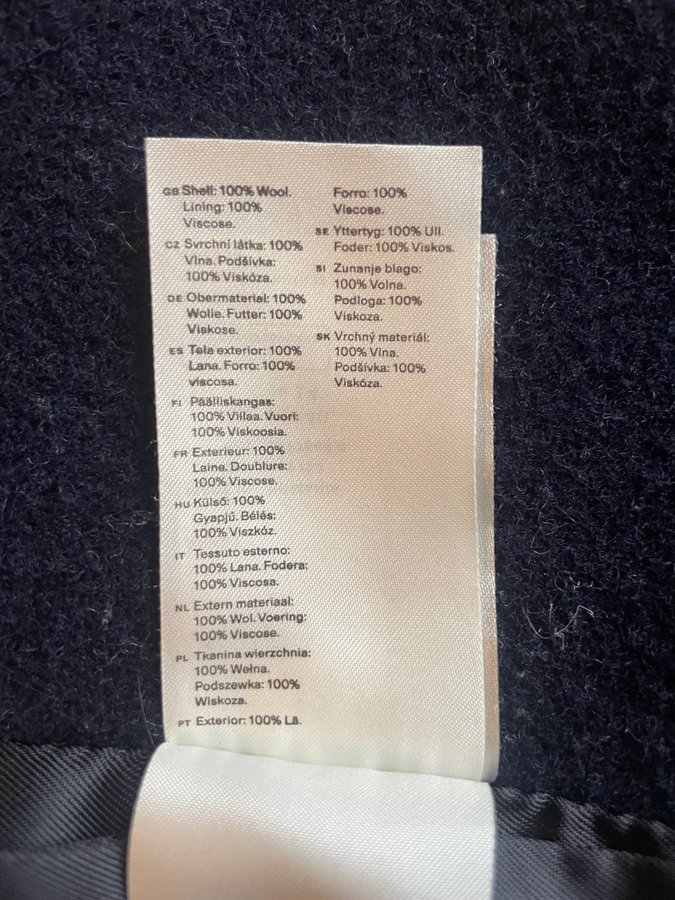 GB Shell: 100% Wool.
Lining: 100%
Viscose.
CZ Svrchní látka: 100%
Vlna. Podšívka:
100% Viskóza.
DE Obermaterial: 100%
Wolle. Futter: 100%
Viskose.
ES Tela exterior: 100%
Lana. Forro: 100%
viscosa.
FI Päälliskangas:
100% Villaa. Vuori:
100% Viskoosia.
FR Exterieur: 100%
Laine. Doublure:
100% Viscose.
HU Külső: 100%
Gyapjú. Bélés:
100% Viszkóz.
IT Tessuto esterno:
100% Lana. Fodera:
100% Viscosa.
NL Extern materiaal:
100% Wol. Voering:
100% Viscose.
PL Tkanina wierzchnia:
100% Wełna.
Podszewka: 100%
Wiskoza.
PT Exterior: 100% Lã.
Forro: 100%
Viscose.
SE Yttertyg: 100% Ull.
Foder: 100% Viskos.
SI Zunanje blago:
100% Volna.
Podloga: 100%
Viskoza.
SK Vrchný materiál:
100% Vlna.
Podšívka: 100%
Viskóza.